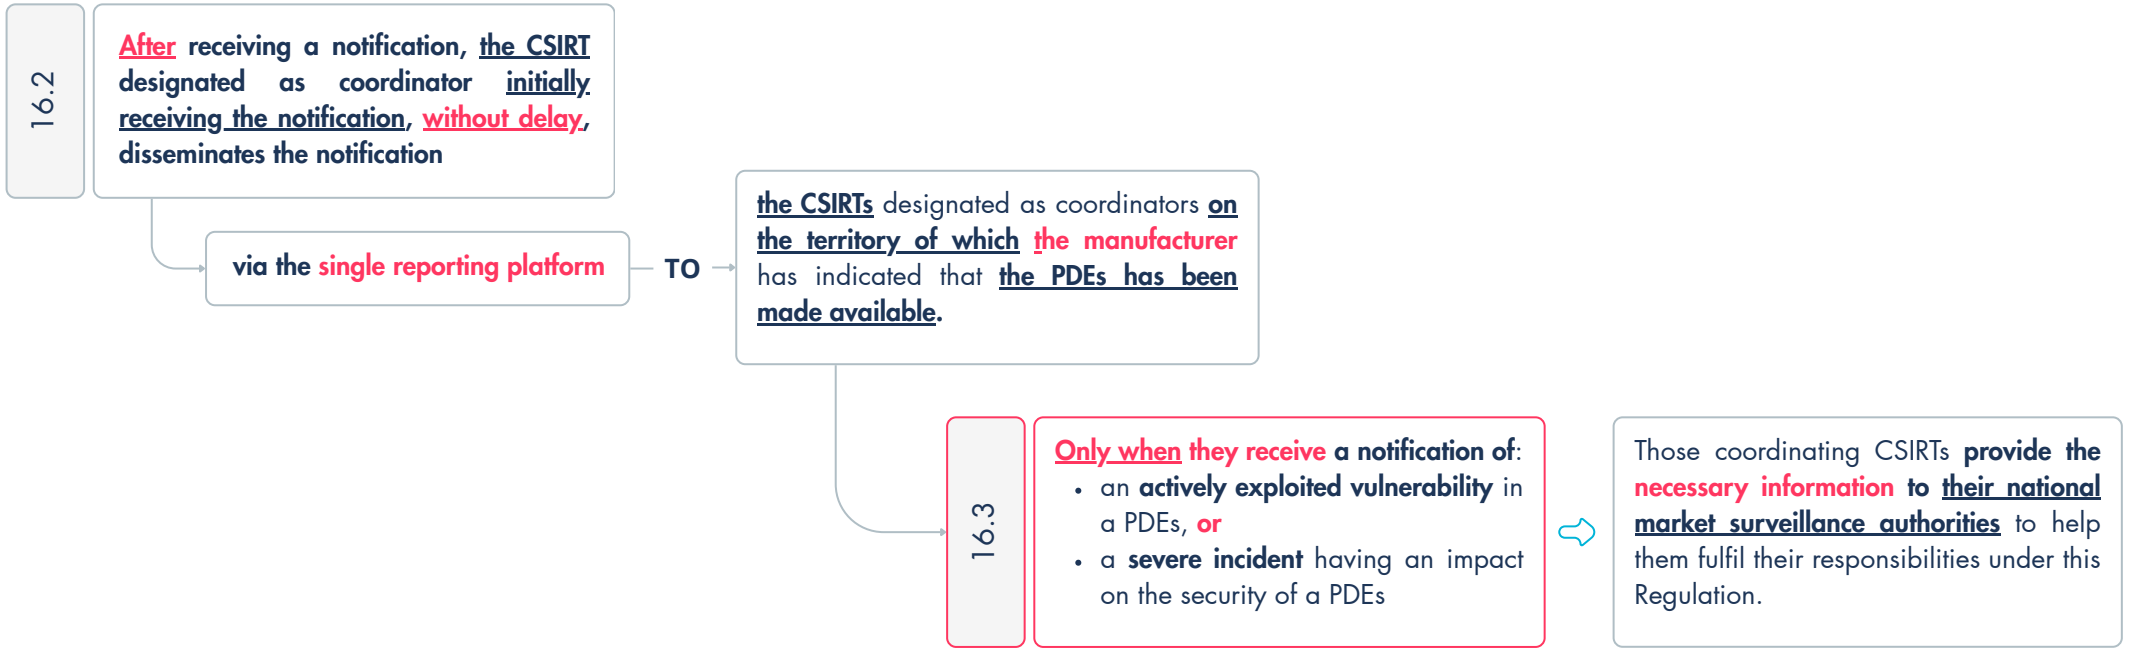 16.2
After receiving a notification, the CSIRT
designated as coordinator initially
receiving the notification, without delay,
disseminates the notification
via the single reporting platform
TO
the CSIRTs designated as coordinators on
the territory of which the manufacturer
has indicated that the PDEs has been
made available.
16.3
Only when they receive a notification of:
• an actively exploited vulnerability in
a PDEs, or
• a severe incident having an impact
on the security of a PDEs
Those coordinating CSIRTs provide the
necessary information to their national
market surveillance authorities to help
them fulfil their responsibilities under this
Regulation.